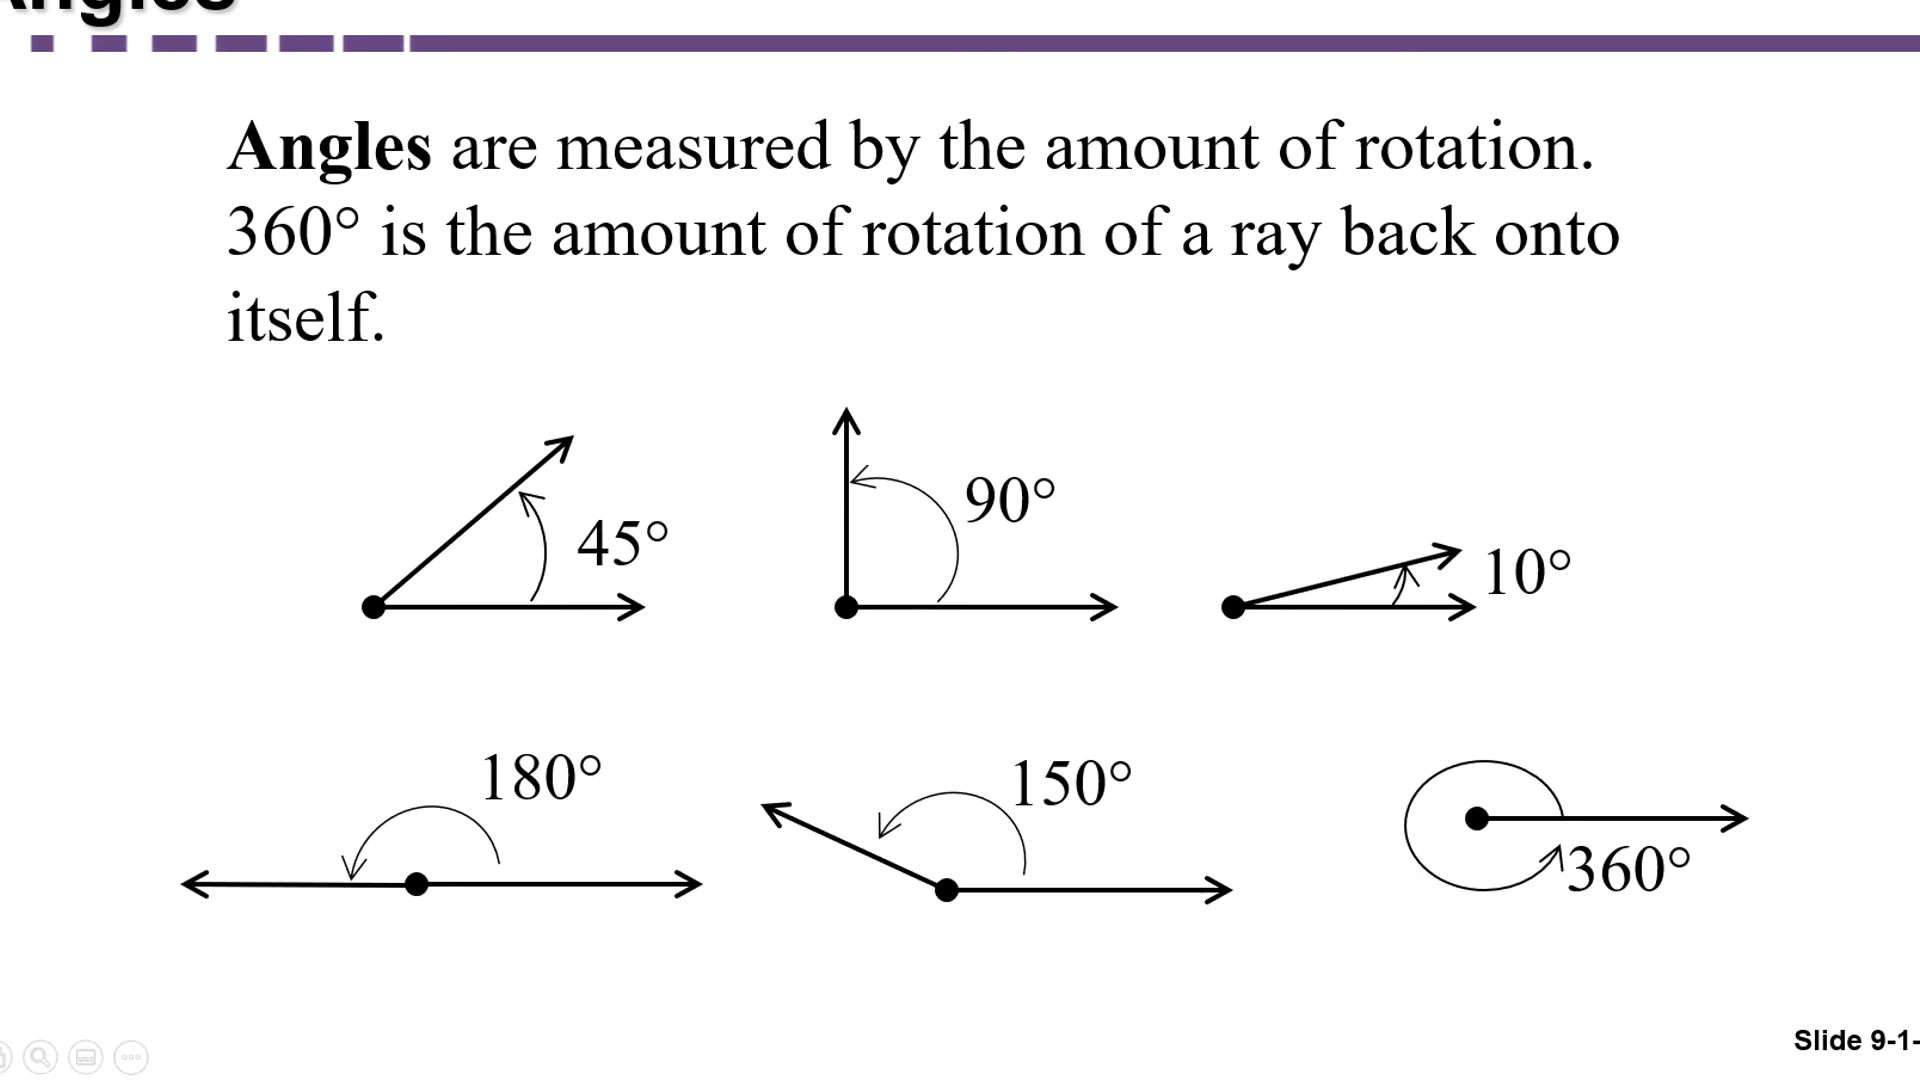 Angles
Angles are measured by the amount of rotation.
360° is the amount of rotation of a ray back onto
itself.
45°
90°
10°
180°
150°
360°
Slide 9-1-